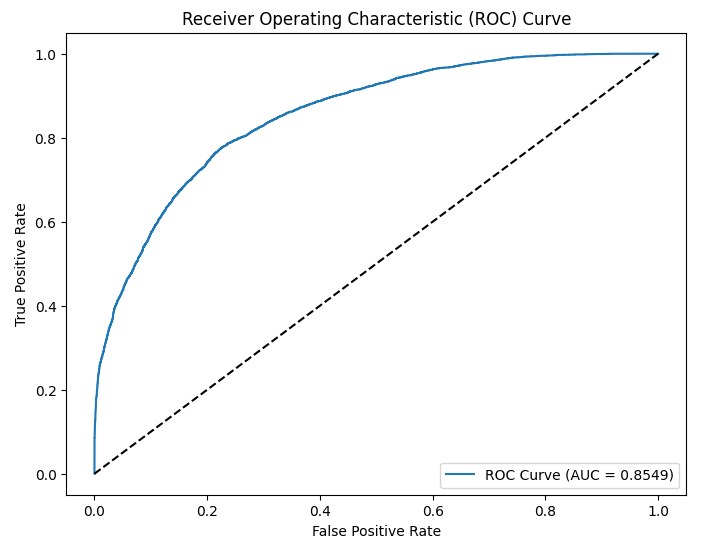 Receiver Operating Characteristic (ROC) Curve
True Positive Rate
1.0
0.8
0.6
0.4
0.2
0.0
ROC Curve (AUC = 0.8549)
0.0 0.2 0.4 0.6 0.8 1.0
False Positive Rate